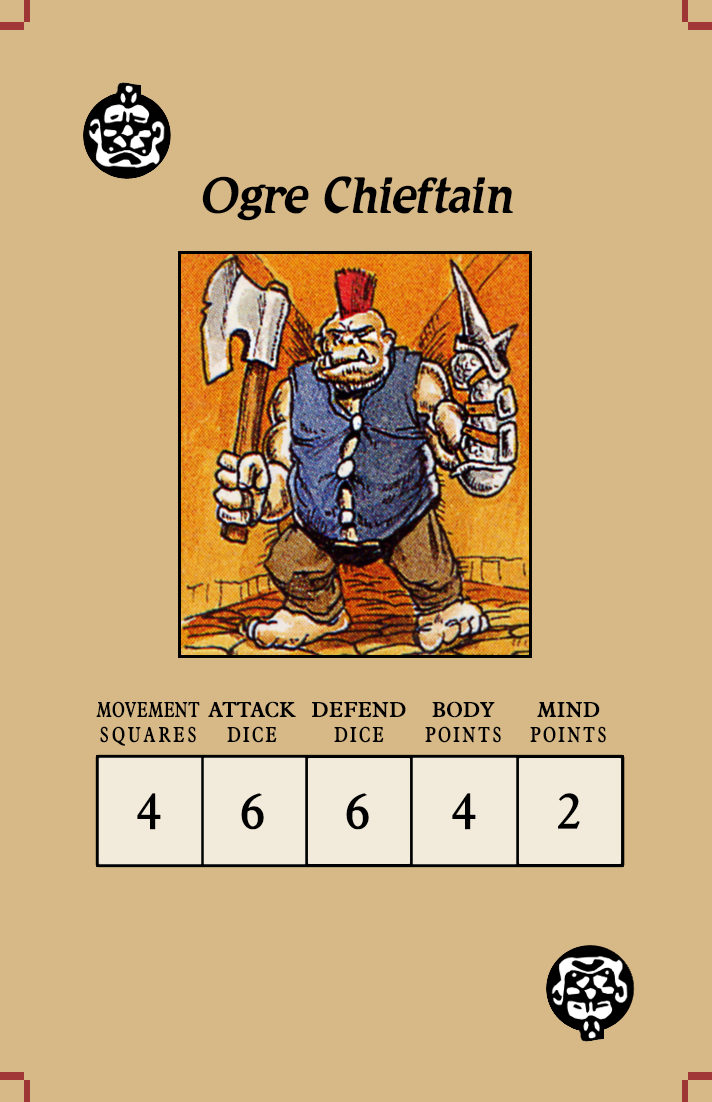 Ogre Chieftain
MOVEMENT ATTACK DEFEND BODY MIND
SQUARES DICE DICE POINTS POINTS
4 6 6 4 2